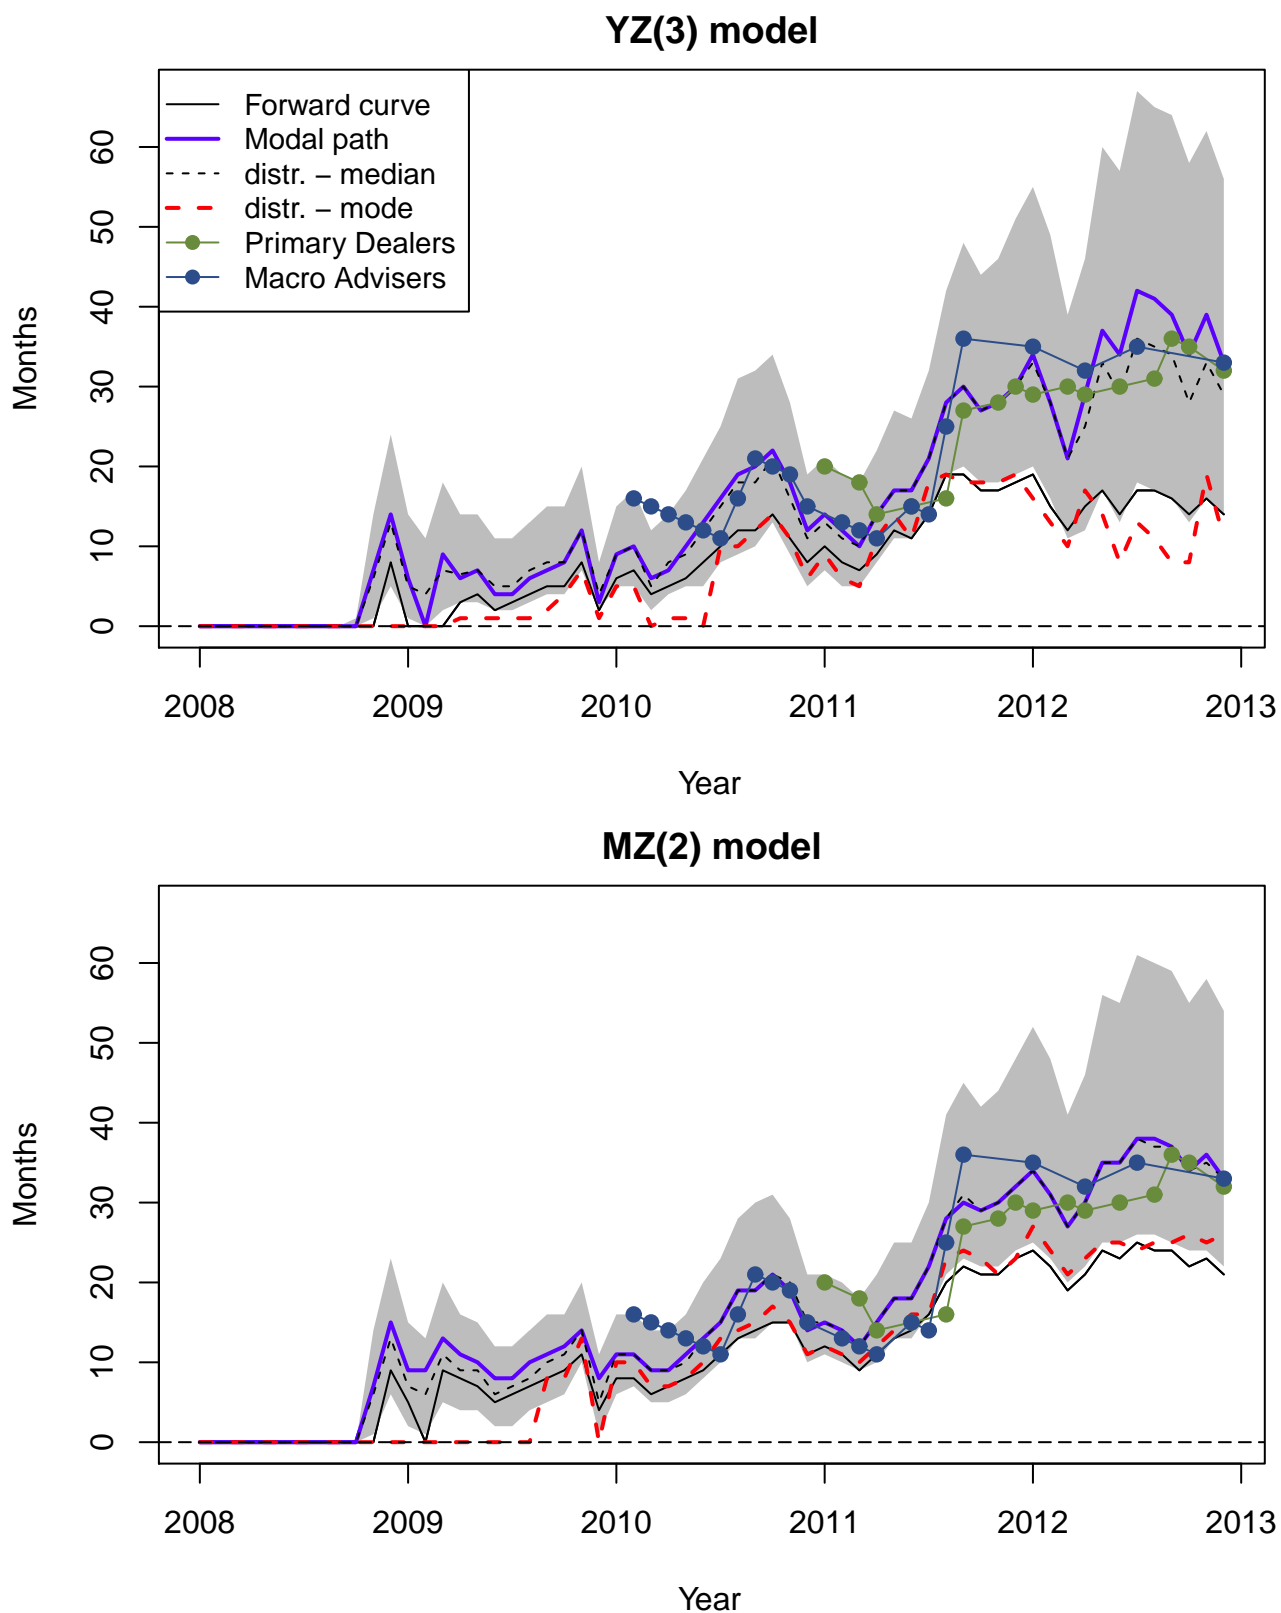 YZ(3) model
Forward curve
Modal path
distr. − median
distr. − mode
Primary Dealers
Macro Advisers
Months
0 10 20 30 40 50 60
2008 2009 2010 2011 2012 2013
Year
MZ(2) model
Months
0 10 20 30 40 50 60
2008 2009 2010 2011 2012 2013
Year